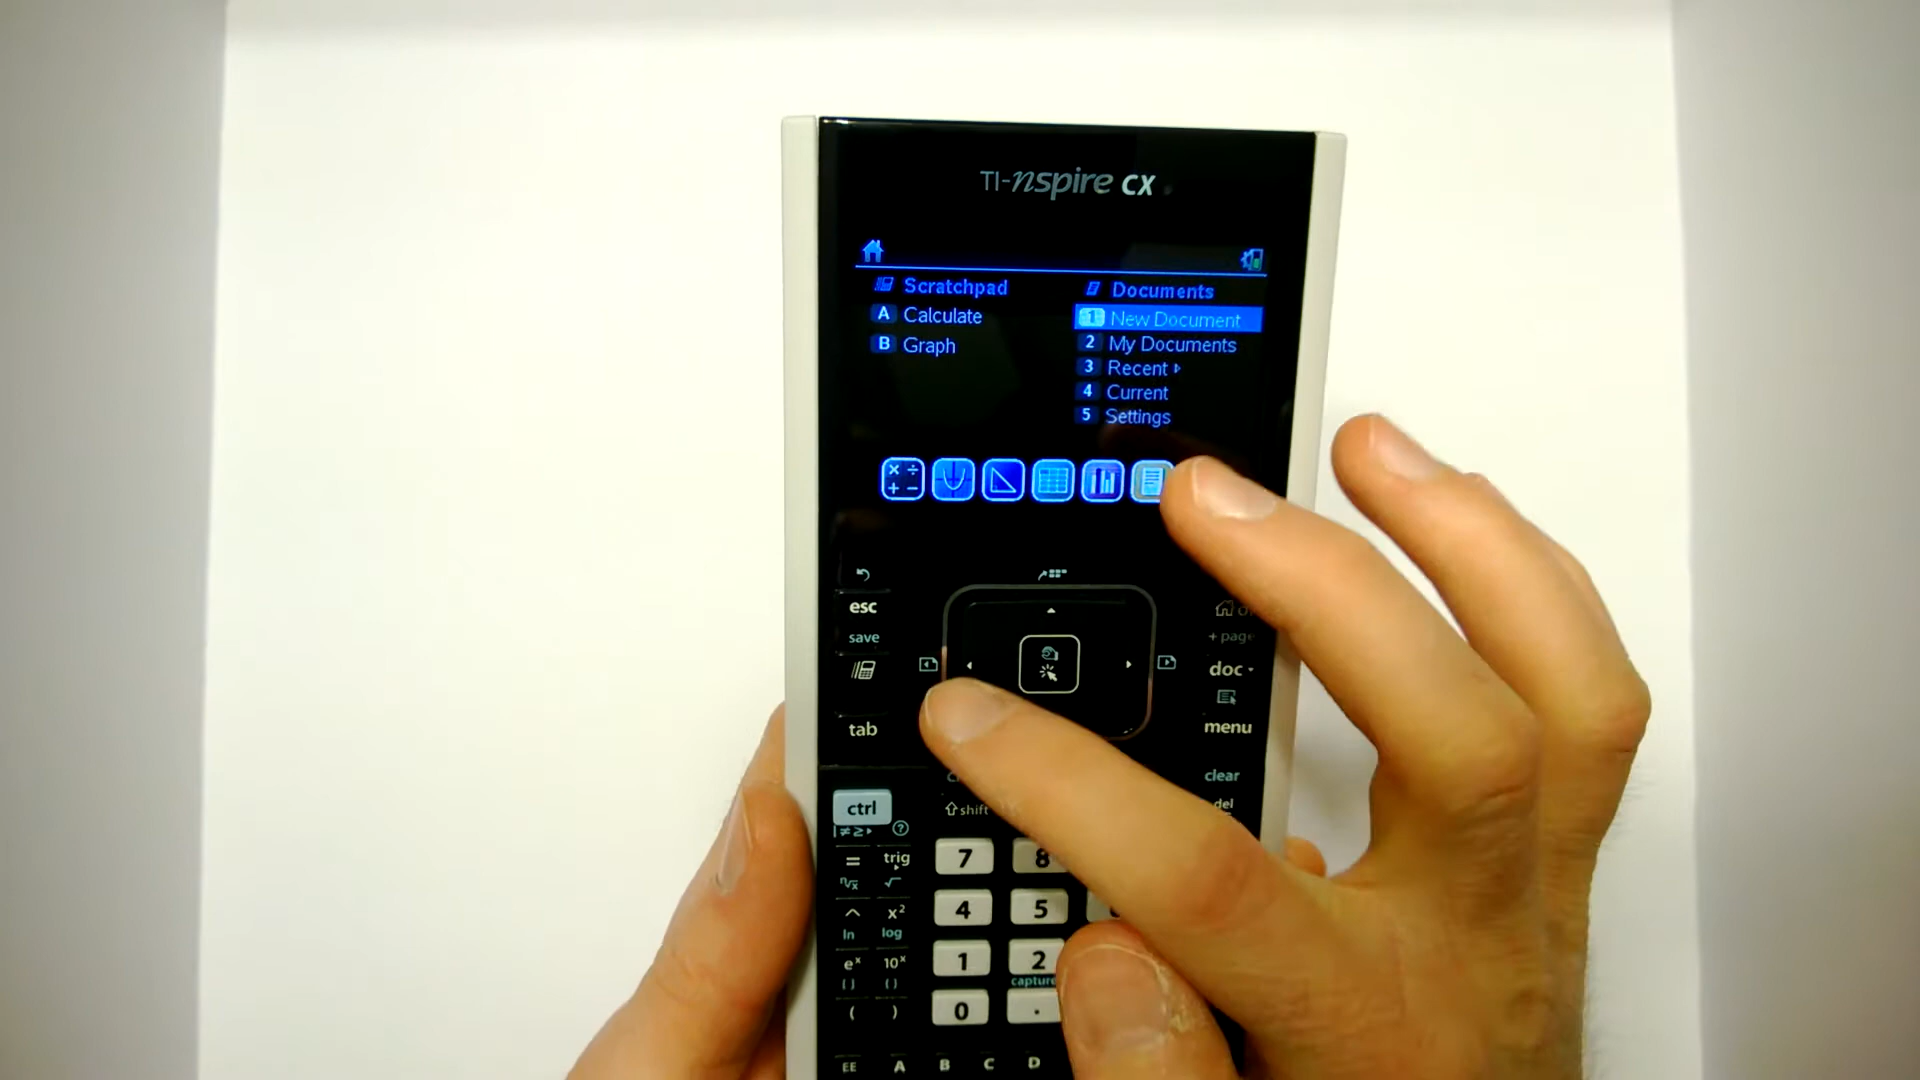 TI-nspire CX
Scratchpad
A Calculate
B Graph
Documents
1 New Document
2 My Documents
3 Recent
4 Current
5 Settings
esc
save
+ page
doc
tab
menu
clear
ctrl
shift
del
= trig
7 8
^ x²
4 5
ln log
eˣ 10ˣ
1 2
capture
( )
0 .
EE A B C D